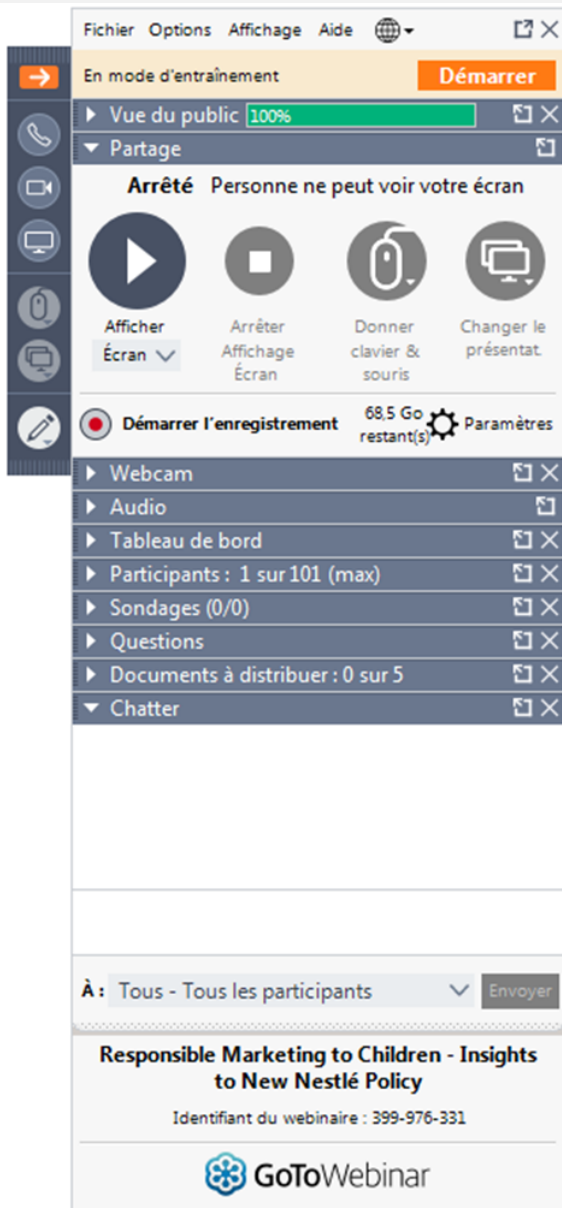 Fichier Options Affichage Aide
En mode d'entraînement Démarrer
Vue du public 100%
Partage
Arrêté Personne ne peut voir votre écran
Afficher
Écran
Arrêter
Affichage
Écran
Donner
clavier &
souris
Changer le
présentat.
Démarrer l'enregistrement
68,5 Go
restant(s)
Paramètres
Webcam
Audio
Tableau de bord
Participants : 1 sur 101 (max)
Sondages (0/0)
Questions
Documents à distribuer : 0 sur 5
Chatter
À : Tous - Tous les participants Envoyer
Responsible Marketing to Children - Insights
to New Nestlé Policy
Identifiant du webinaire : 399-976-331
GoToWebinar